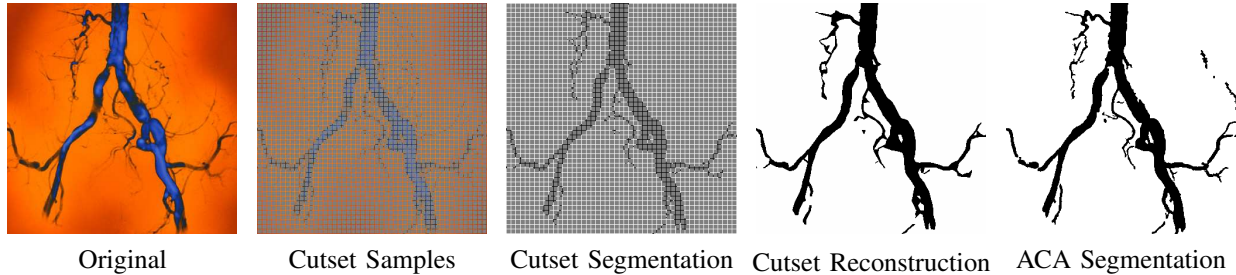 Original
Cutset Samples
Cutset Segmentation
Cutset Reconstruction
ACA Segmentation